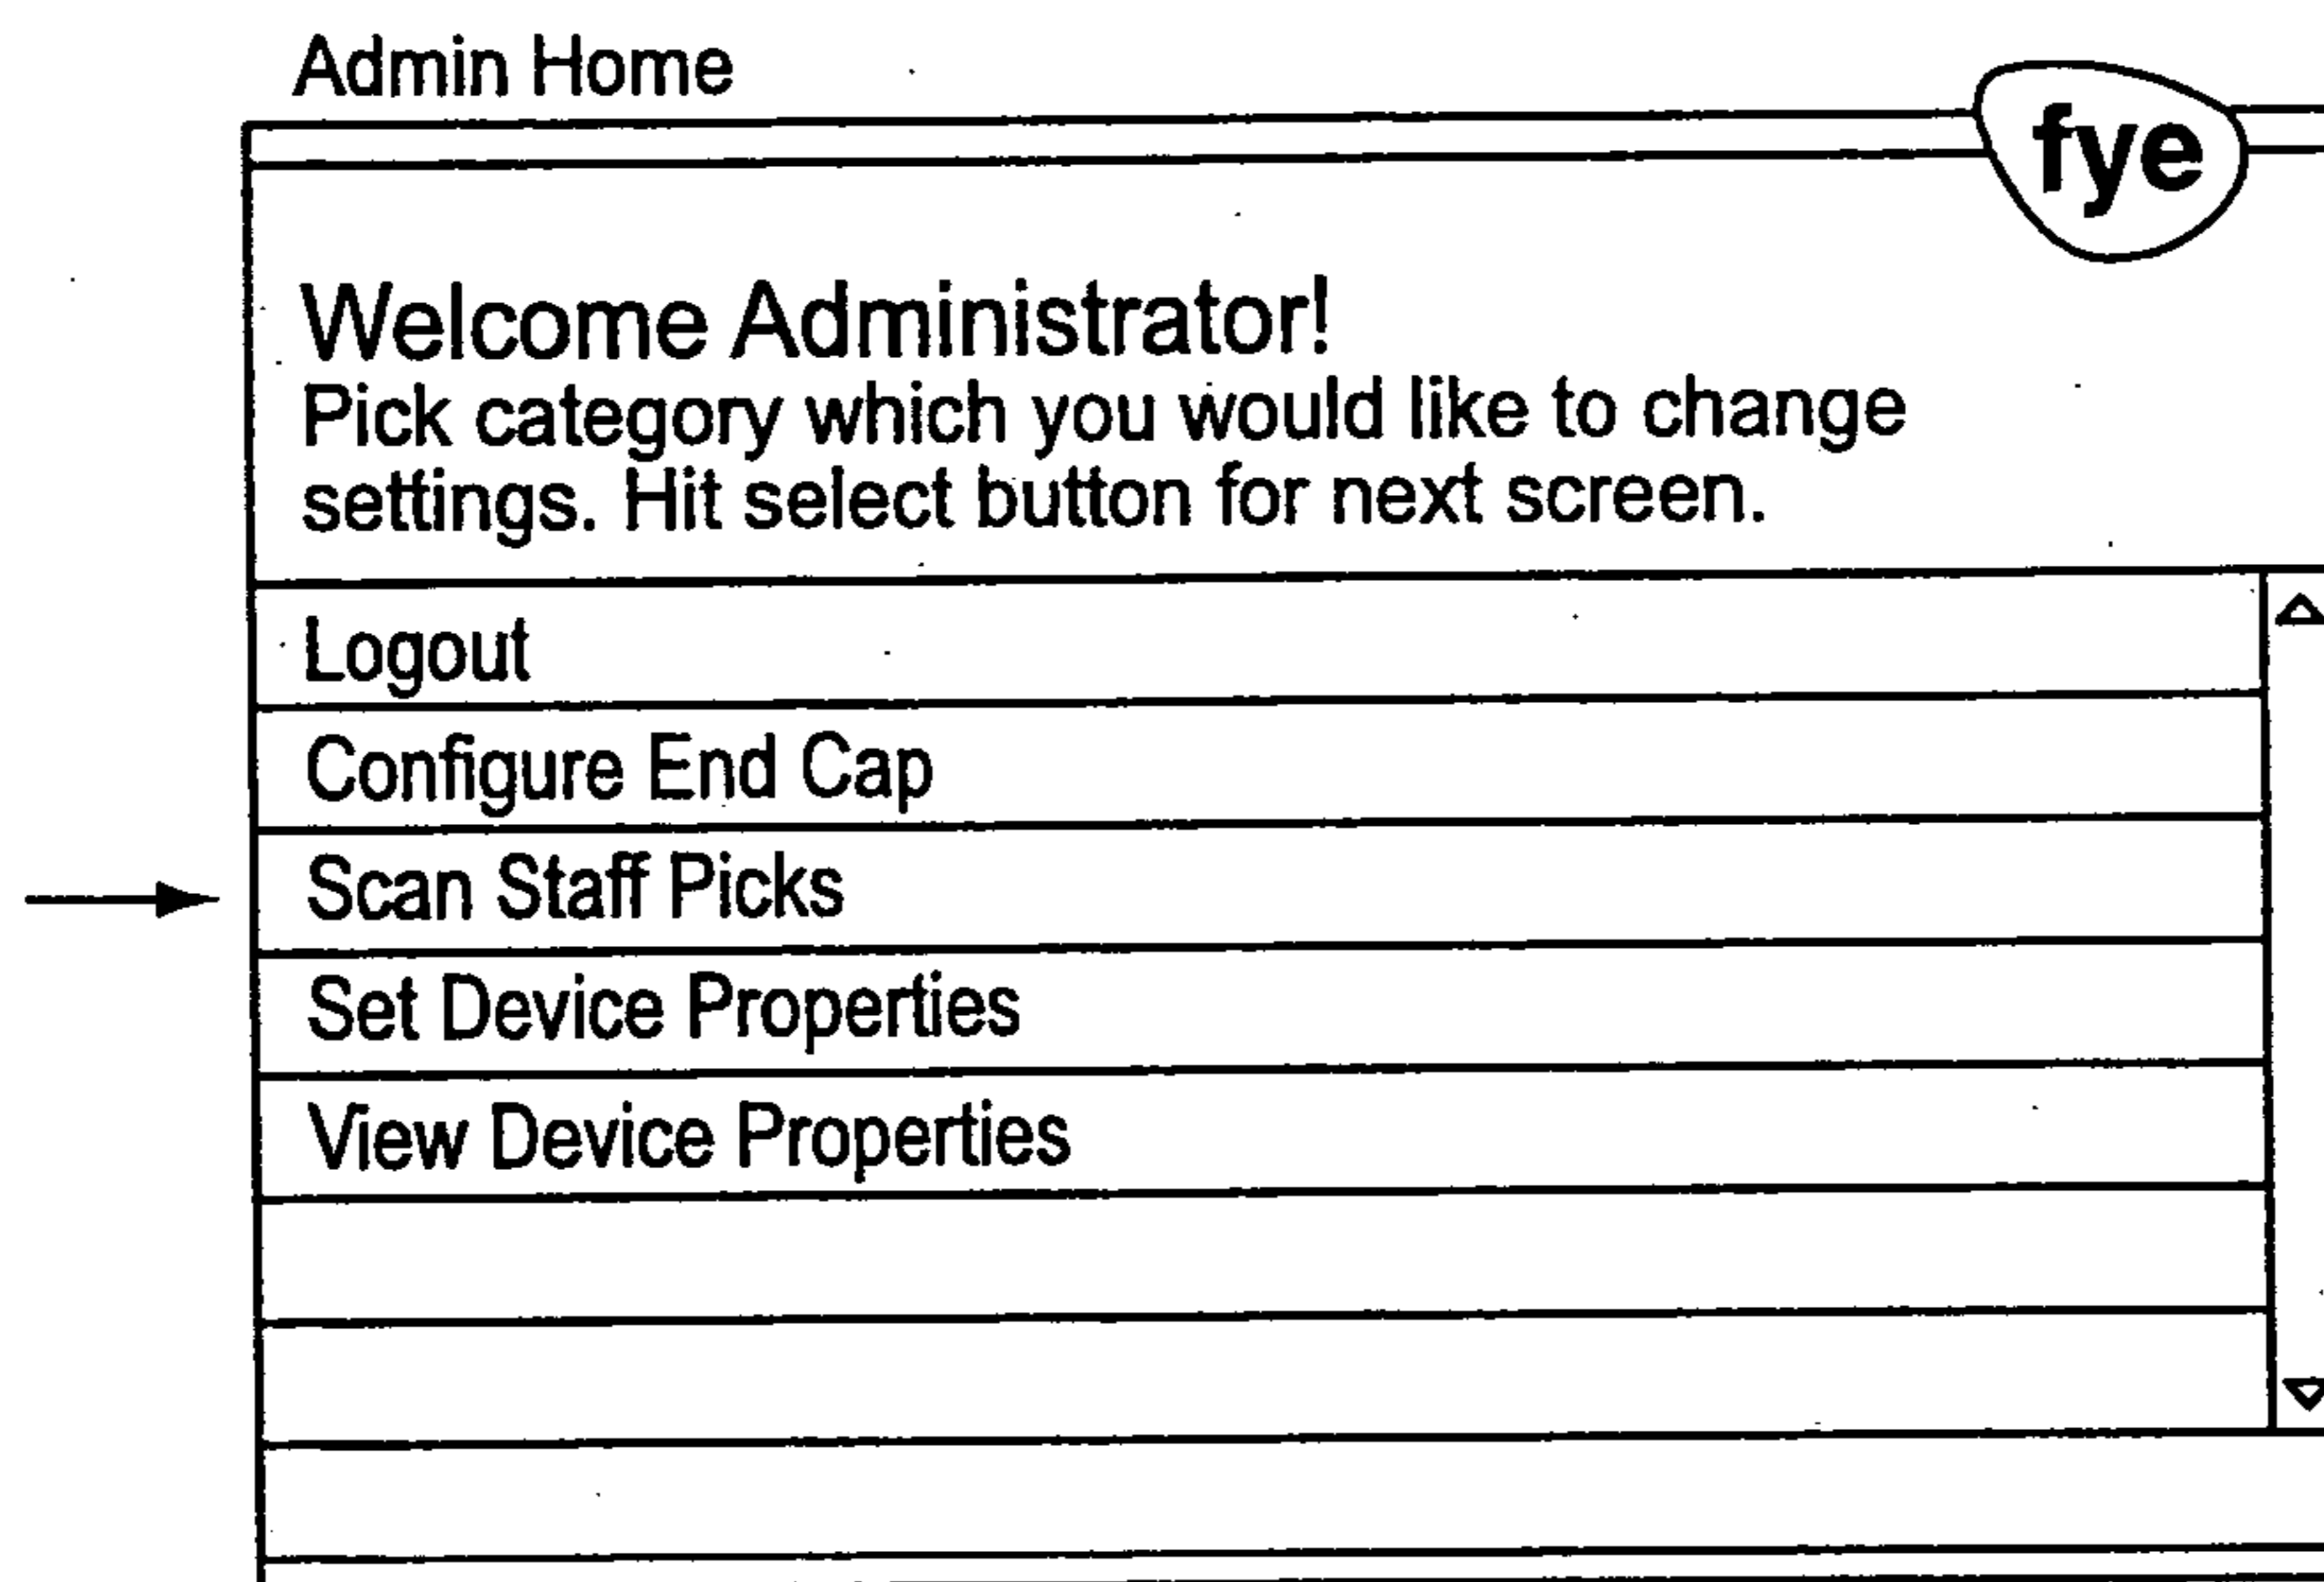 Admin Home
fye
Welcome Administrator!
Pick category which you would like to change
settings. Hit select button for next screen.
Logout
Configure End Cap
Scan Staff Picks
Set Device Properties
View Device Properties